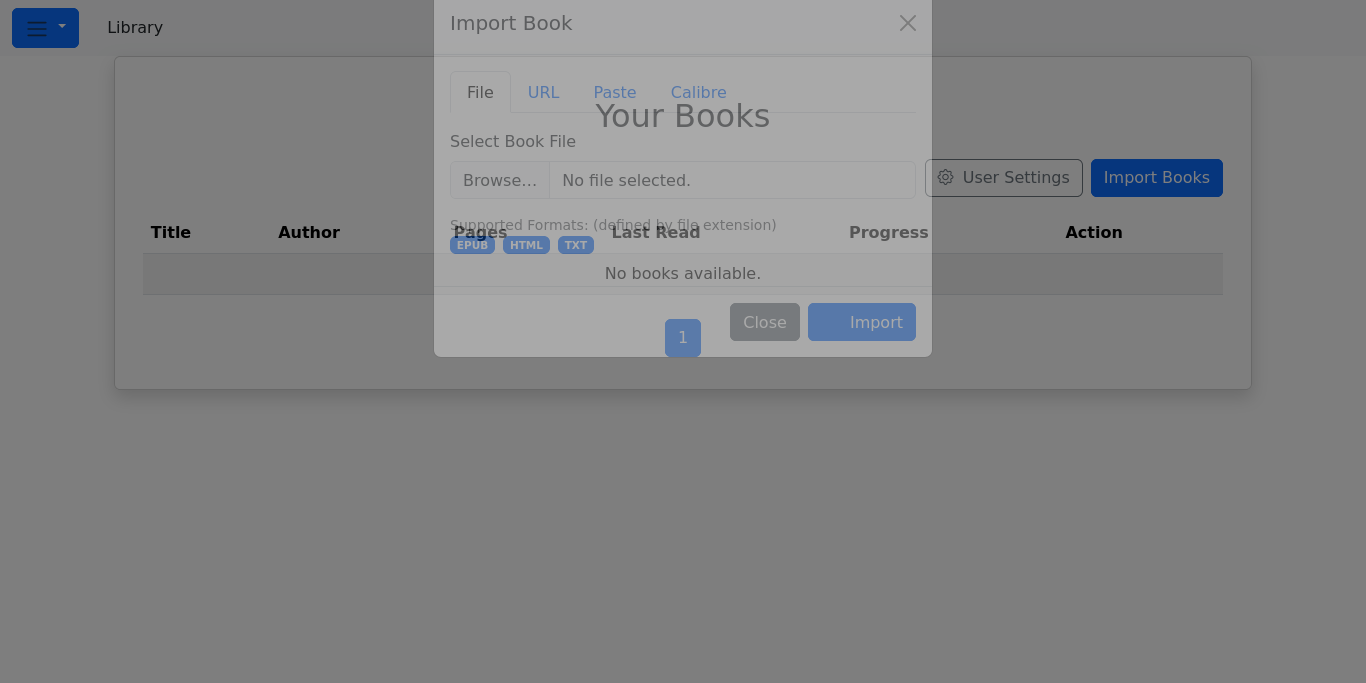 Library
Import Book
File URL Paste Calibre
Your Books
Select Book File
Browse... No file selected.
User Settings Import Books
Supported Formats: (defined by file extension)
Title Author Pages Last Read Progress Action
EPUB HTML TXT
No books available.
Close Import
1